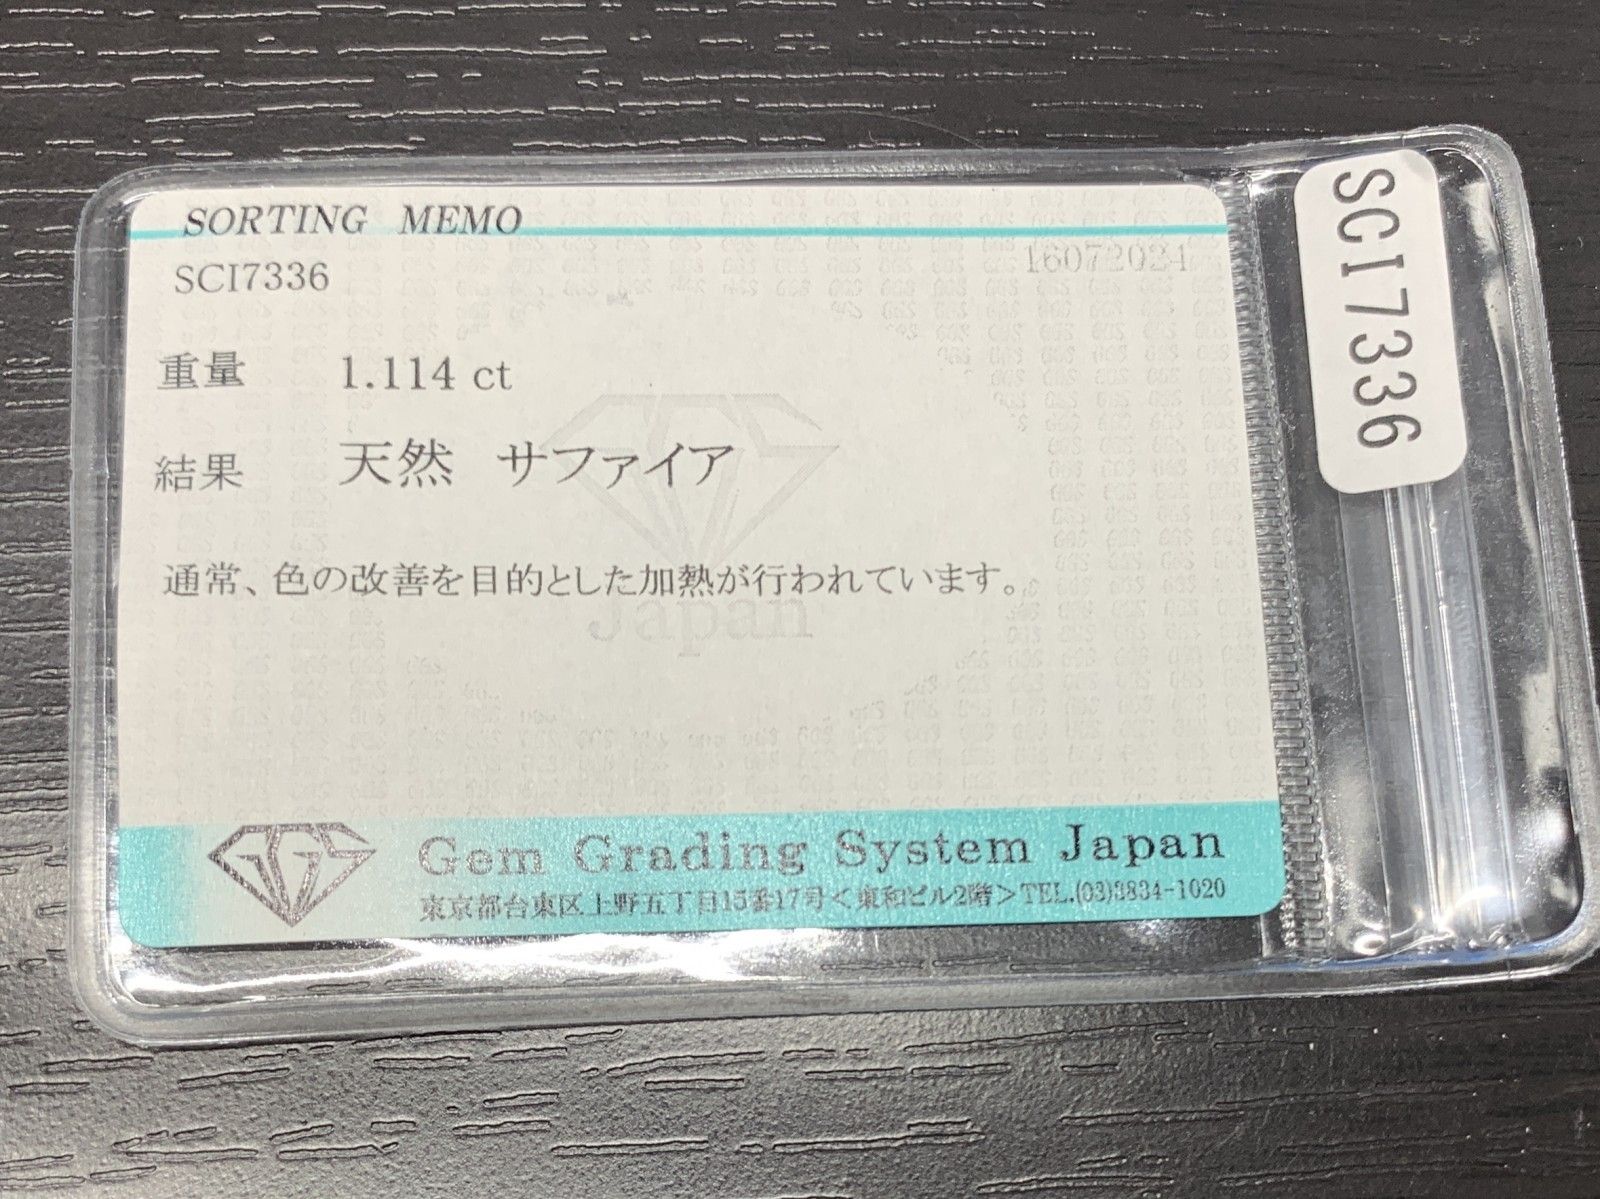 SORTING MEMO
SCI7336
16072024
重量 1.114 ct
結果 天然 サファイア
通常、色の改善を目的とした加熱が行われています。
Japan
GGS
Gem Grading System Japan
東京都台東区上野五丁目15番17号<東和ビル2階>TEL.(03)3834-1020
SCI7336